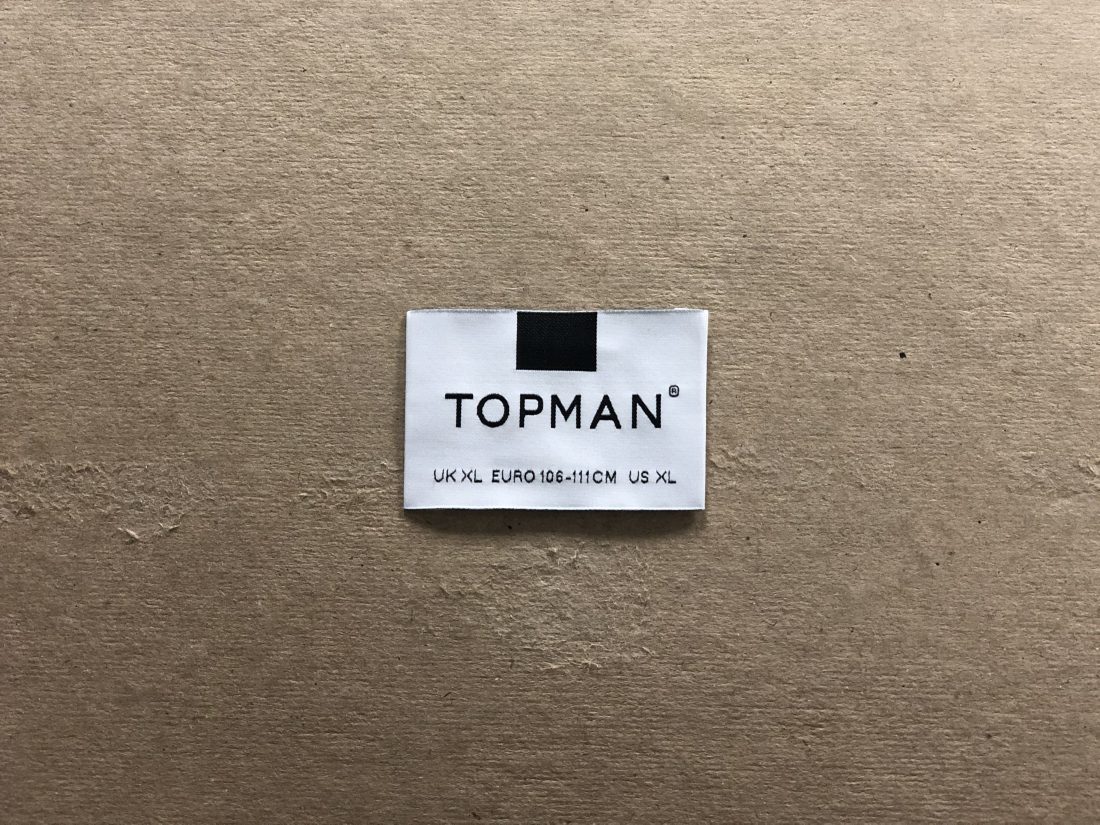 TOPMAN®
UK XL EURO 106-111CM US XL